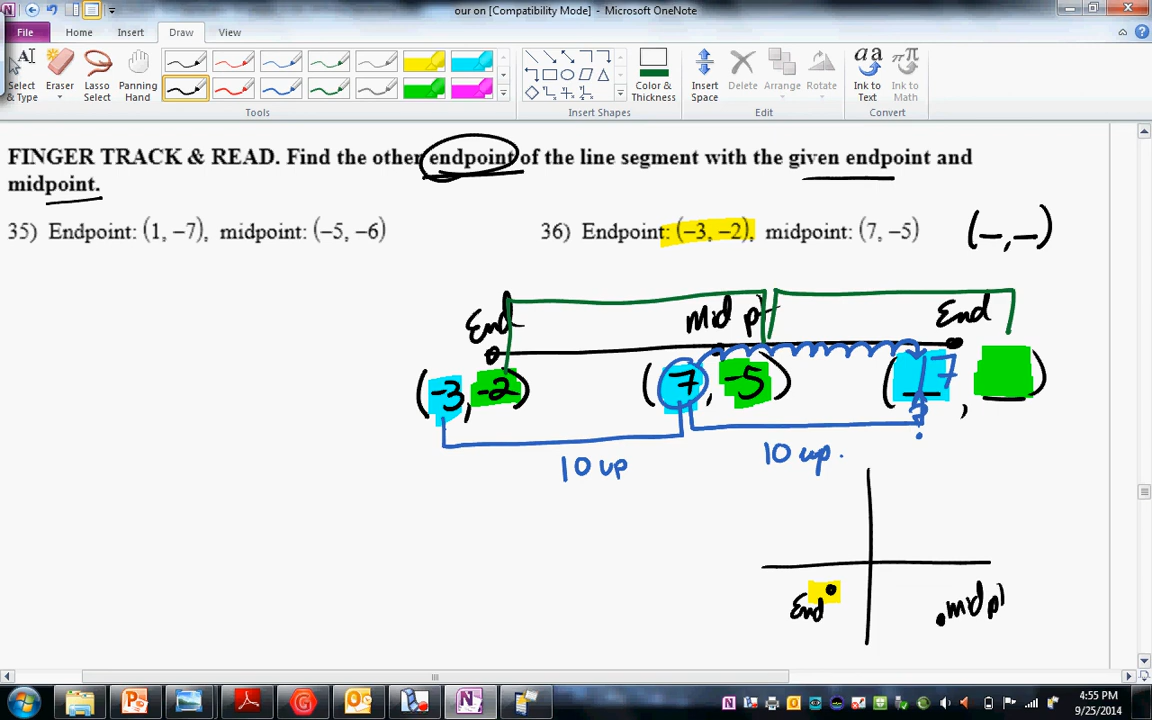 our on [Compatibility Mode] - Microsoft OneNote
File Home Insert Draw View
Select & Type
Eraser
Lasso Select
Panning Hand
Color & Thickness
Insert Space
Delete
Arrange
Rotate
Ink to Text
Ink to Math
Tools
Insert Shapes
Edit
Convert
FINGER TRACK & READ. Find the other endpoint of the line segment with the given endpoint and
midpoint.
35) Endpoint: (1, −7), midpoint: (−5, −6)
36) Endpoint: (−3, −2), midpoint: (7, −5) (_,_)
End Mid pt End
(-3,-2) (7,-5) (17, _)
10 up 10 up.
End
.mid pt
4:55 PM
9/25/2014